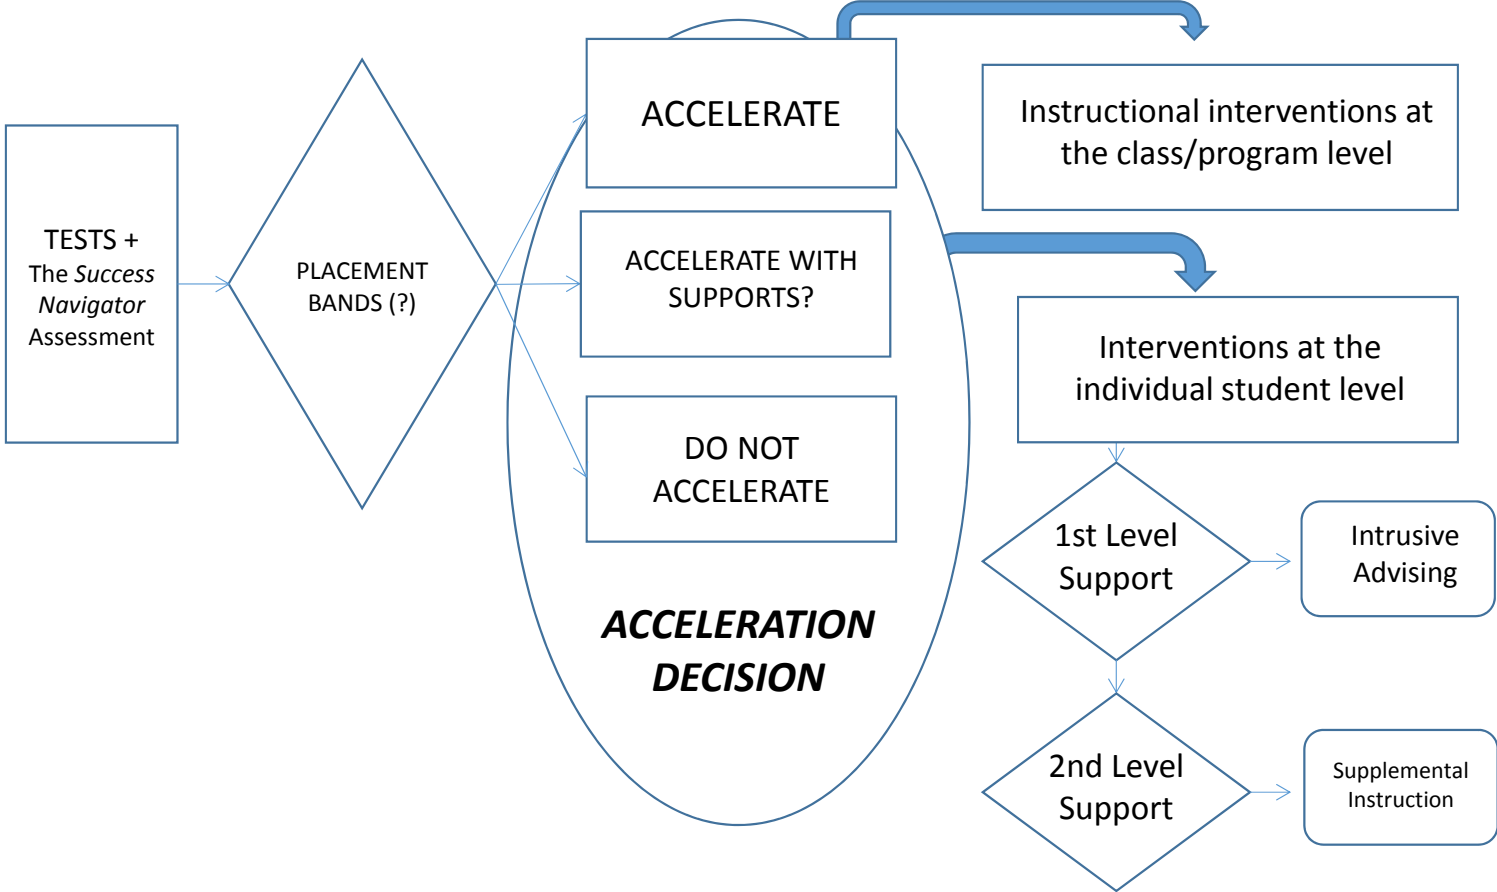 TESTS +
The Success
Navigator
Assessment
PLACEMENT
BANDS (?)
ACCELERATE
ACCELERATE WITH
SUPPORTS?
DO NOT
ACCELERATE
ACCELERATION
DECISION
Instructional interventions at
the class/program level
Interventions at the
individual student level
1st Level
Support
Intrusive
Advising
2nd Level
Support
Supplemental
Instruction